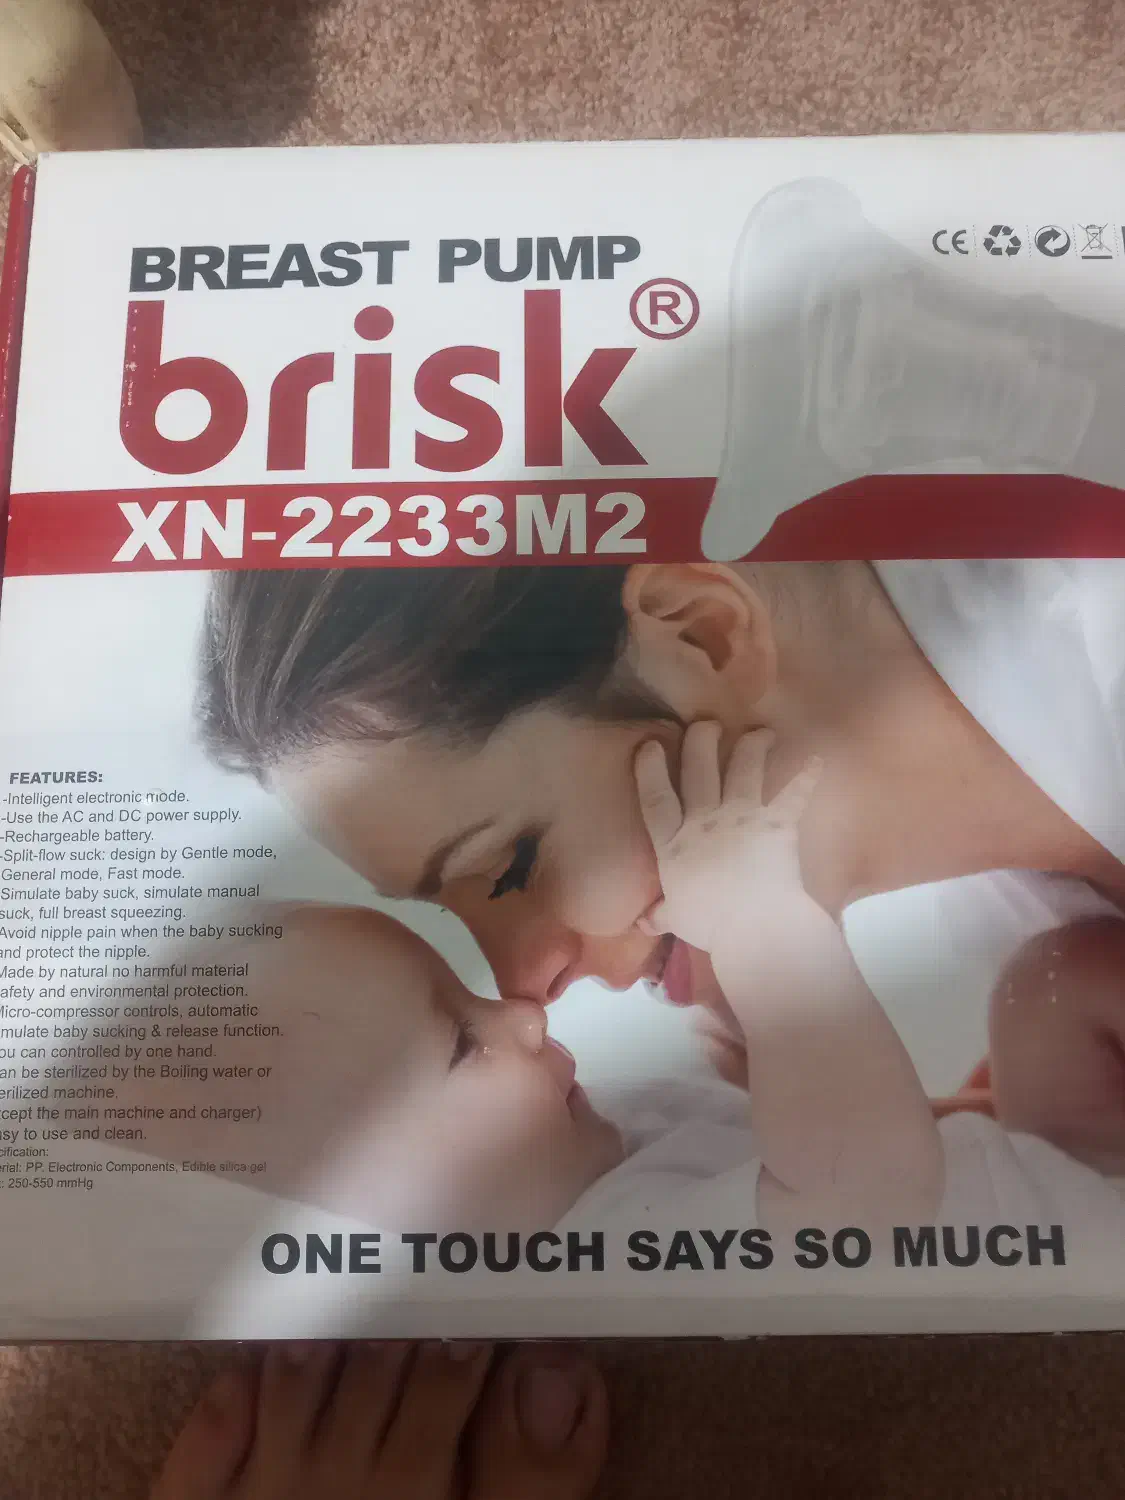 BREAST PUMP
brisk®
XN-2233M2
CE
FEATURES:
-Intelligent electronic mode.
-Use the AC and DC power supply.
-Rechargeable battery.
-Split-flow suck: design by Gentle mode,
General mode, Fast mode.
Simulate baby suck, simulate manual
suck, full breast squeezing.
Avoid nipple pain when the baby sucking
and protect the nipple.
Made by natural no harmful material
afety and environmental protection.
Micro-compressor controls, automatic
mulate baby sucking & release function.
ou can controlled by one hand.
an be sterilized by the Boiling water or
erilized machine.
cept the main machine and charger)
sy to use and clean.
cification:
rial: PP. Electronic Components, Edible silica gel
: 250-550 mmHg
ONE TOUCH SAYS SO MUCH